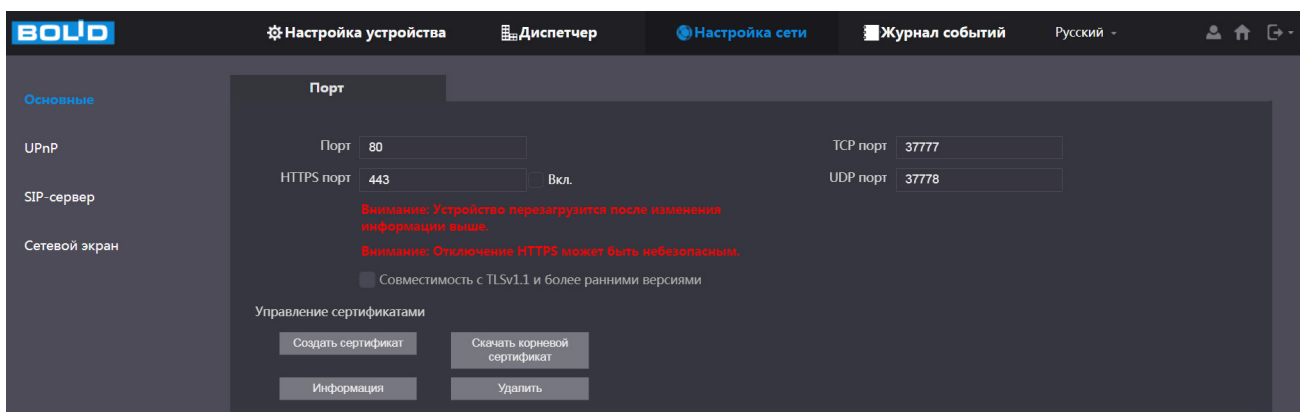 BOLID
Настройка устройства
Диспетчер
Настройка сети
Журнал событий
Русский
Основные
UPnP
SIP-сервер
Сетевой экран
Порт
Порт 80
TCP порт 37777
HTTPS порт 443 Вкл.
UDP порт 37778
Внимание: Устройство перезагрузится после изменения
информации выше.
Внимание: Отключение HTTPS может быть небезопасным.
Совместимость с TLSv1.1 и более ранними версиями
Управление сертификатами
Создать сертификат
Скачать корневой
сертификат
Информация
Удалить